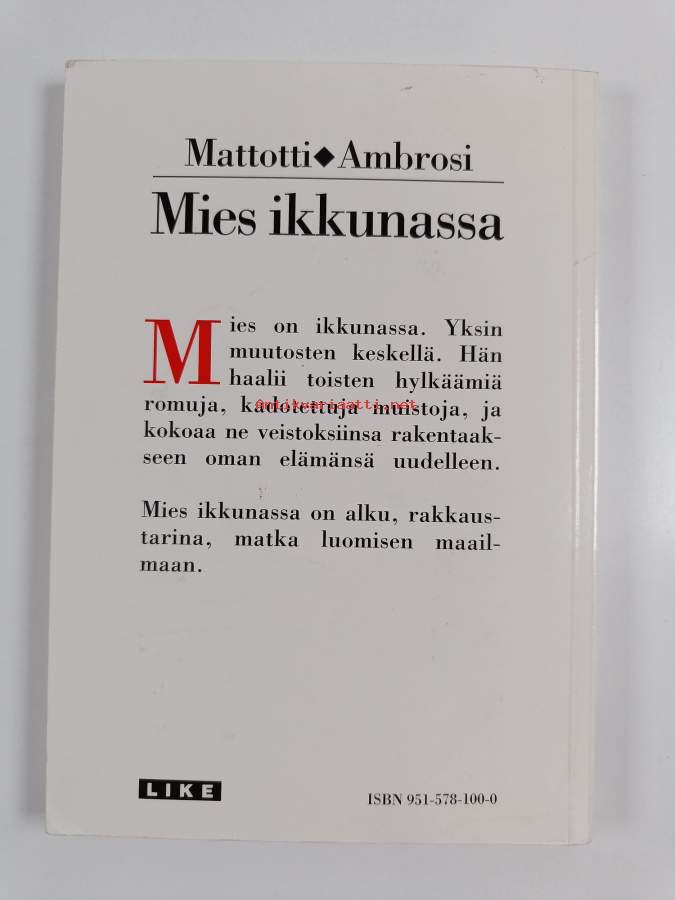 Mattotti◆Ambrosi
Mies ikkunassa
Mies on ikkunassa. Yksin
muutosten keskellä. Hän
haalii toisten hylkäämiä
romuja, kadotettuja muistoja, ja
antikvariaatti.net
kokoaa ne veistoksiinsa rakentaak-
seen oman elämänsä uudelleen.
Mies ikkunassa on alku, rakkaus-
tarina, matka luomisen maail-
maan.
LIKE
ISBN 951-578-100-0